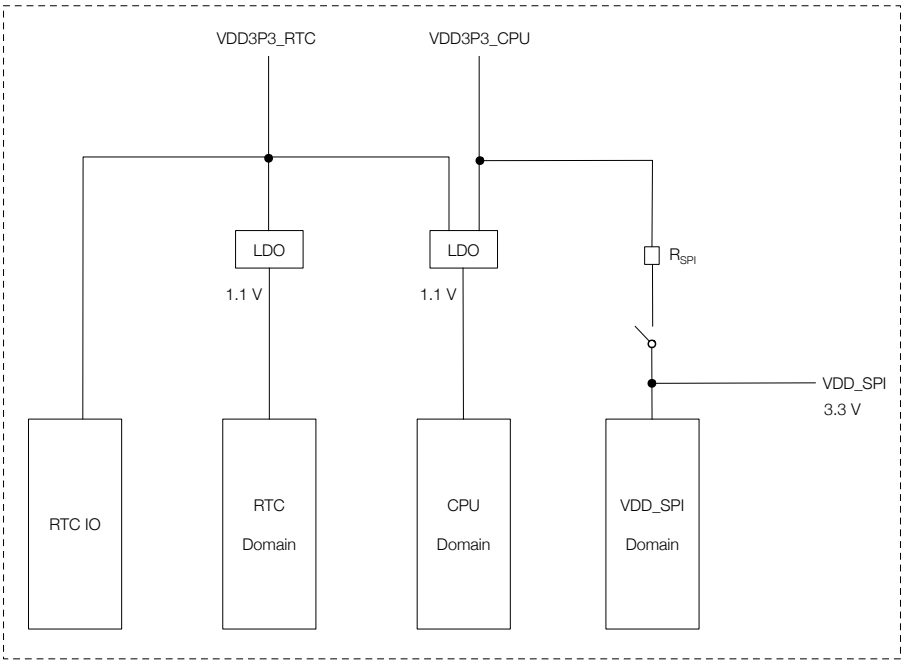 VDD3P3_RTC
VDD3P3_CPU
LDO
LDO
R_SPI
1.1 V
1.1 V
VDD_SPI
3.3 V
RTC IO
RTC
Domain
CPU
Domain
VDD_SPI
Domain